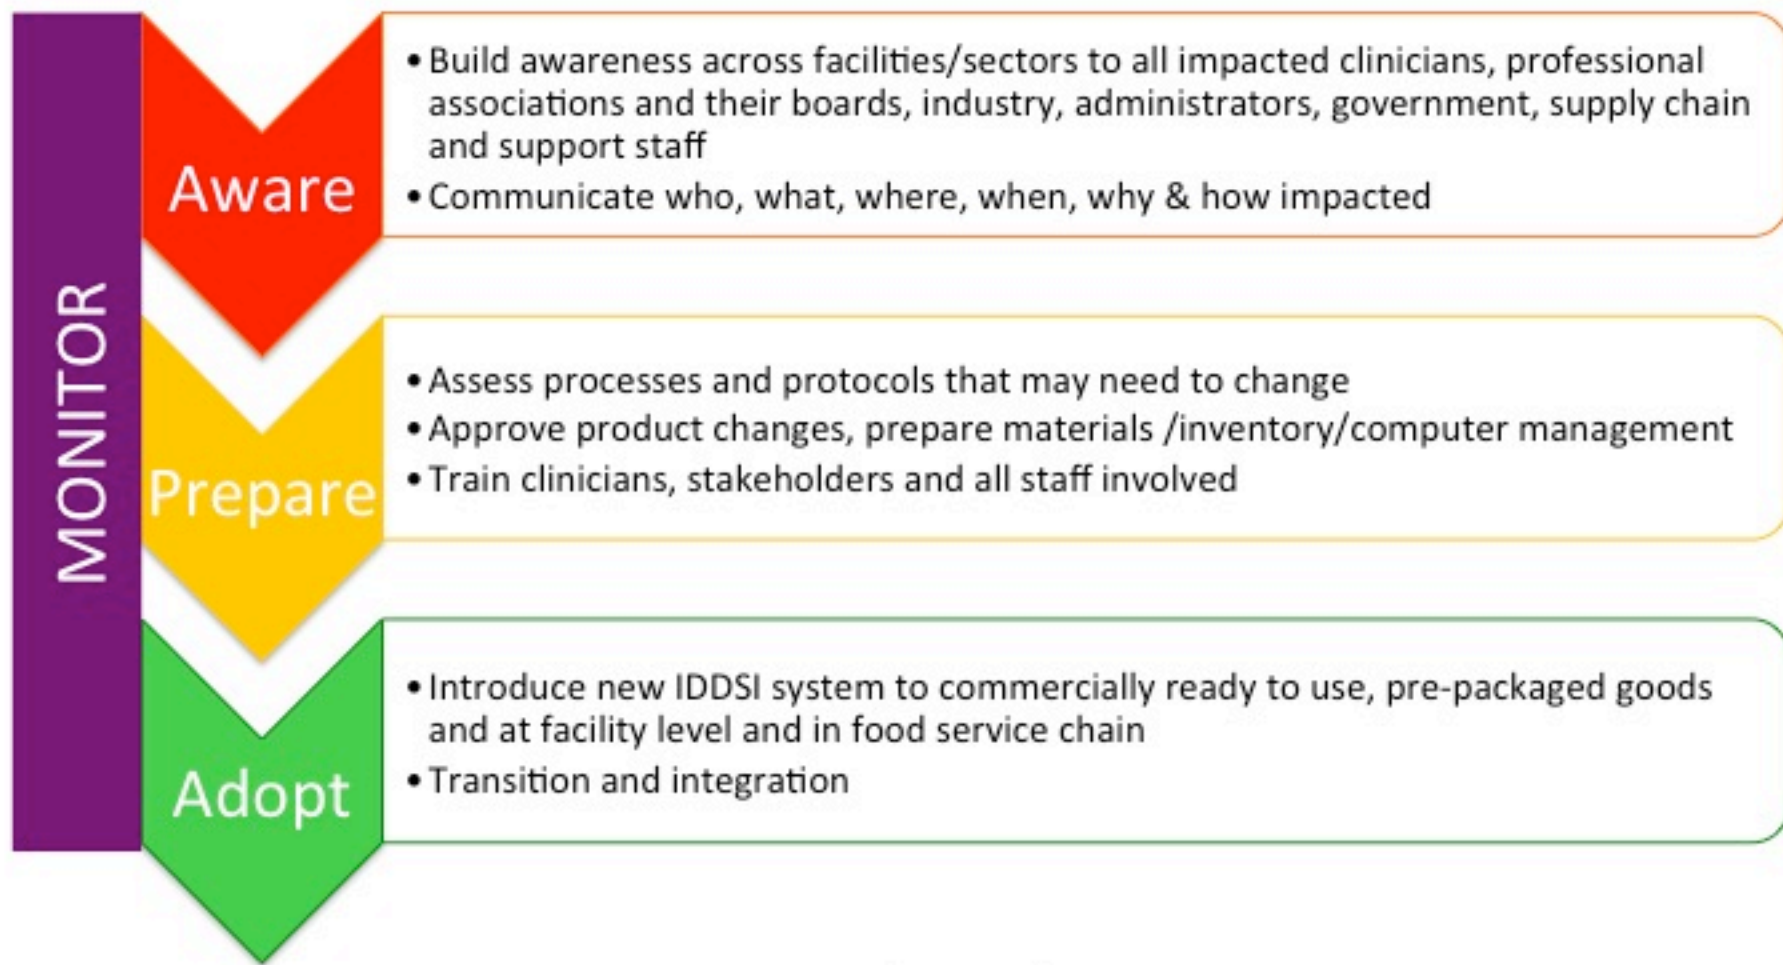 MONITOR
Aware
• Build awareness across facilities/sectors to all impacted clinicians, professional
associations and their boards, industry, administrators, government, supply chain
and support staff
• Communicate who, what, where, when, why & how impacted
Prepare
• Assess processes and protocols that may need to change
• Approve product changes, prepare materials /inventory/computer management
• Train clinicians, stakeholders and all staff involved
Adopt
• Introduce new IDDSI system to commercially ready to use, pre-packaged goods
and at facility level and in food service chain
• Transition and integration